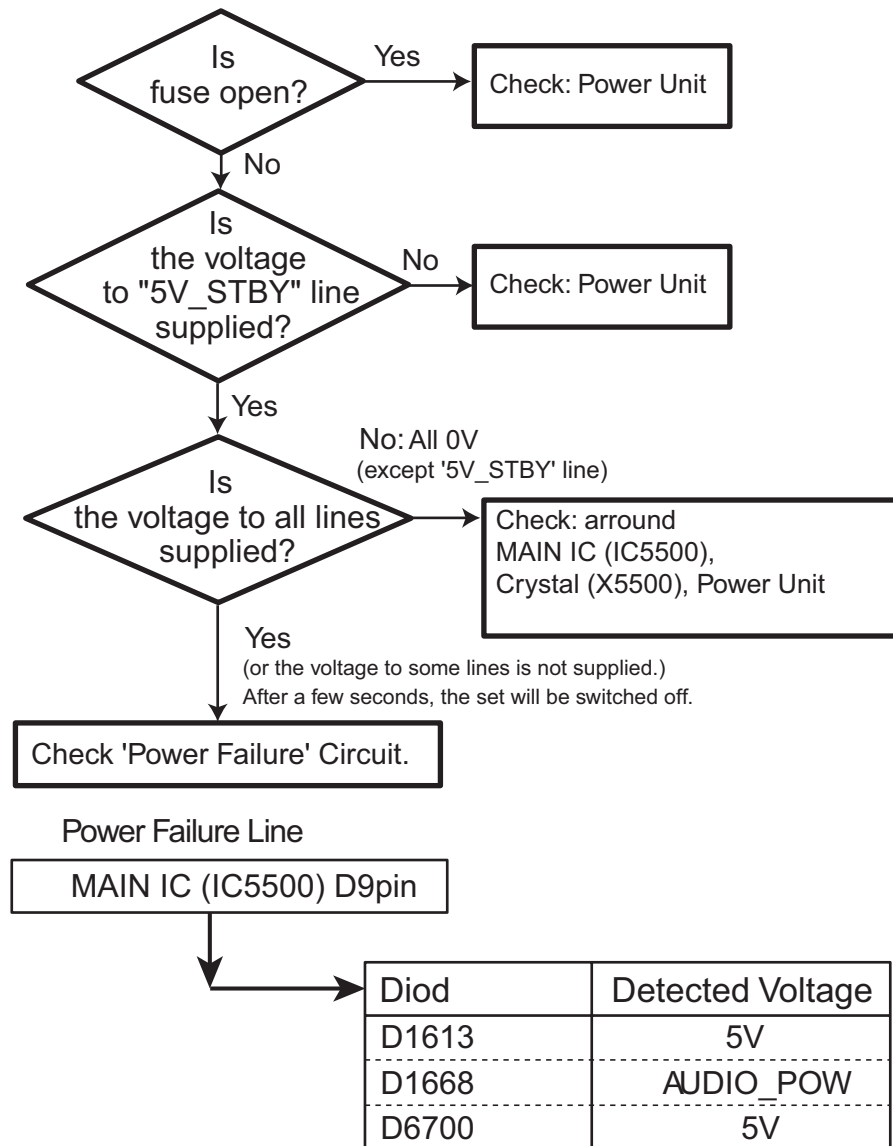 Is
fuse open?
Yes
Check: Power Unit
No
Is
the voltage
to "5V_STBY" line
supplied?
No
Check: Power Unit
Yes
Is
the voltage to all lines
supplied?
No: All 0V
(except '5V_STBY' line)
Check: arround
MAIN IC (IC5500),
Crystal (X5500), Power Unit
Yes
(or the voltage to some lines is not supplied.)
After a few seconds, the set will be switched off.
Check 'Power Failure' Circuit.
Power Failure Line
MAIN IC (IC5500) D9pin
Diod Detected Voltage
D1613 5V
D1668 AUDIO_POW
D6700 5V